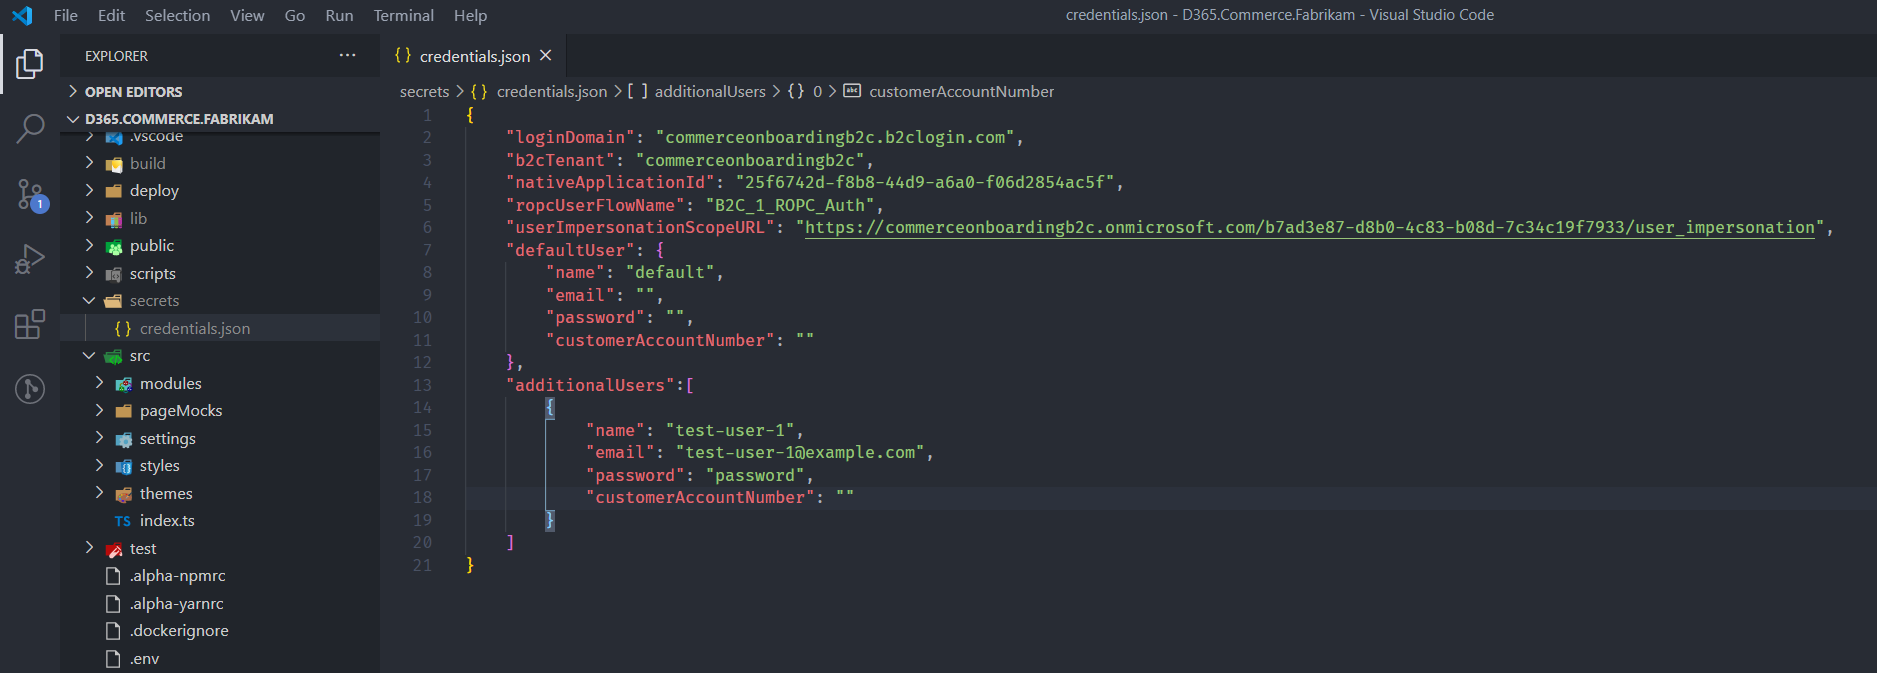 File Edit Selection View Go Run Terminal Help
credentials.json - D365.Commerce.Fabrikam - Visual Studio Code
EXPLORER ···
OPEN EDITORS
D365.COMMERCE.FABRIKAM
.vscode
build
deploy
lib
public
scripts
secrets
{ } credentials.json
src
modules
pageMocks
settings
styles
themes
TS index.ts
test
.alpha-npmrc
.alpha-yarnrc
.dockerignore
.env
1
{ } credentials.json ×
secrets > { } credentials.json > [ ] additionalUsers > { } 0 > abc customerAccountNumber
1 {
2 "loginDomain": "commerceonboardingb2c.b2clogin.com",
3 "b2cTenant": "commerceonboardingb2c",
4 "nativeApplicationId": "25f6742d-f8b8-44d9-a6a0-f06d2854ac5f",
5 "ropcUserFlowName": "B2C_1_ROPC_Auth",
6 "userImpersonationScopeURL": "https://commerceonboardingb2c.onmicrosoft.com/b7ad3e87-d8b0-4c83-b08d-7c34c19f7933/user_impersonation",
7 "defaultUser": {
8 "name": "default",
9 "email": "",
10 "password": "",
11 "customerAccountNumber": ""
12 },
13 "additionalUsers":[
14 {
15 "name": "test-user-1",
16 "email": "test-user-1@example.com",
17 "password": "password",
18 "customerAccountNumber": ""
19 }
20 ]
21 }